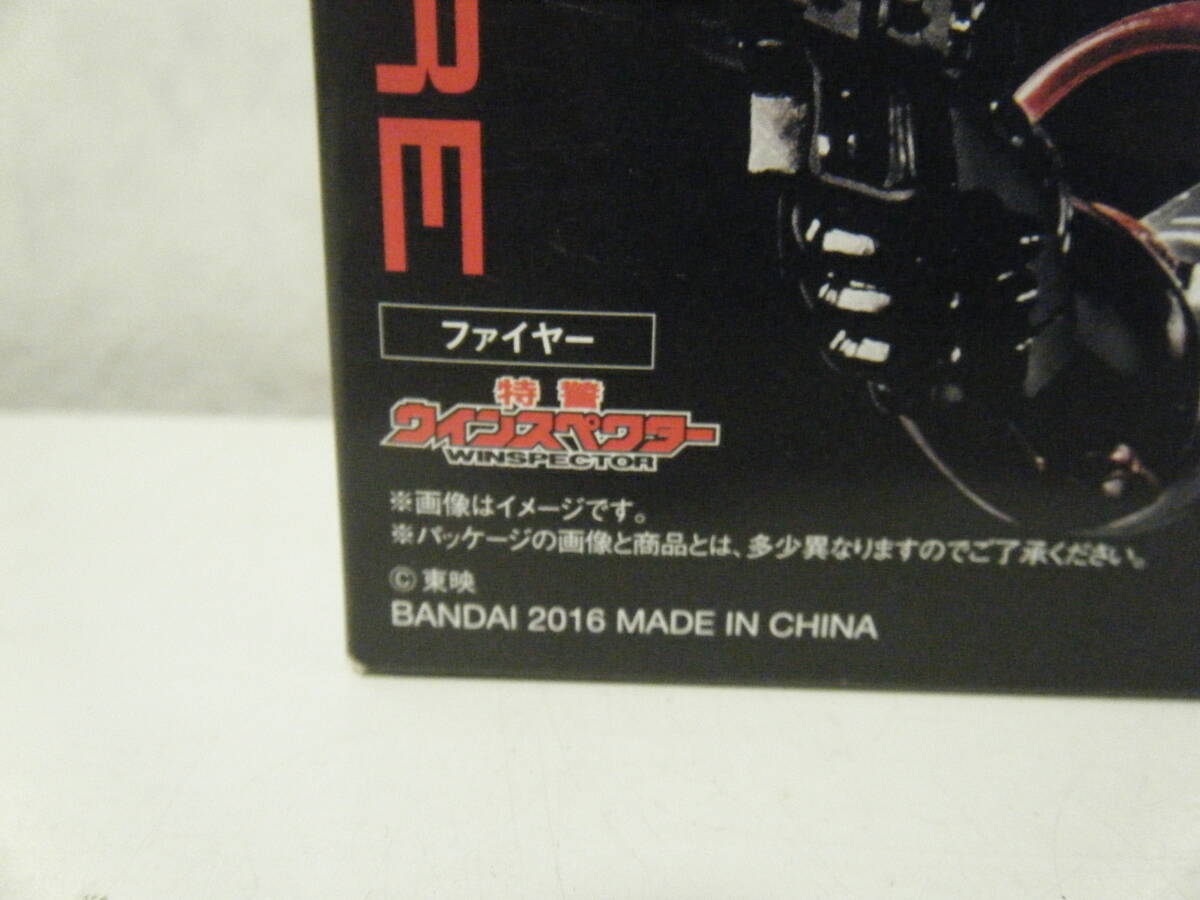 RE
ファイヤー
特警
ウインスペクター
WINSPECTOR
※画像はイメージです。
※パッケージの画像と商品とは、多少異なりますのでご了承ください。
©東映
BANDAI 2016 MADE IN CHINA